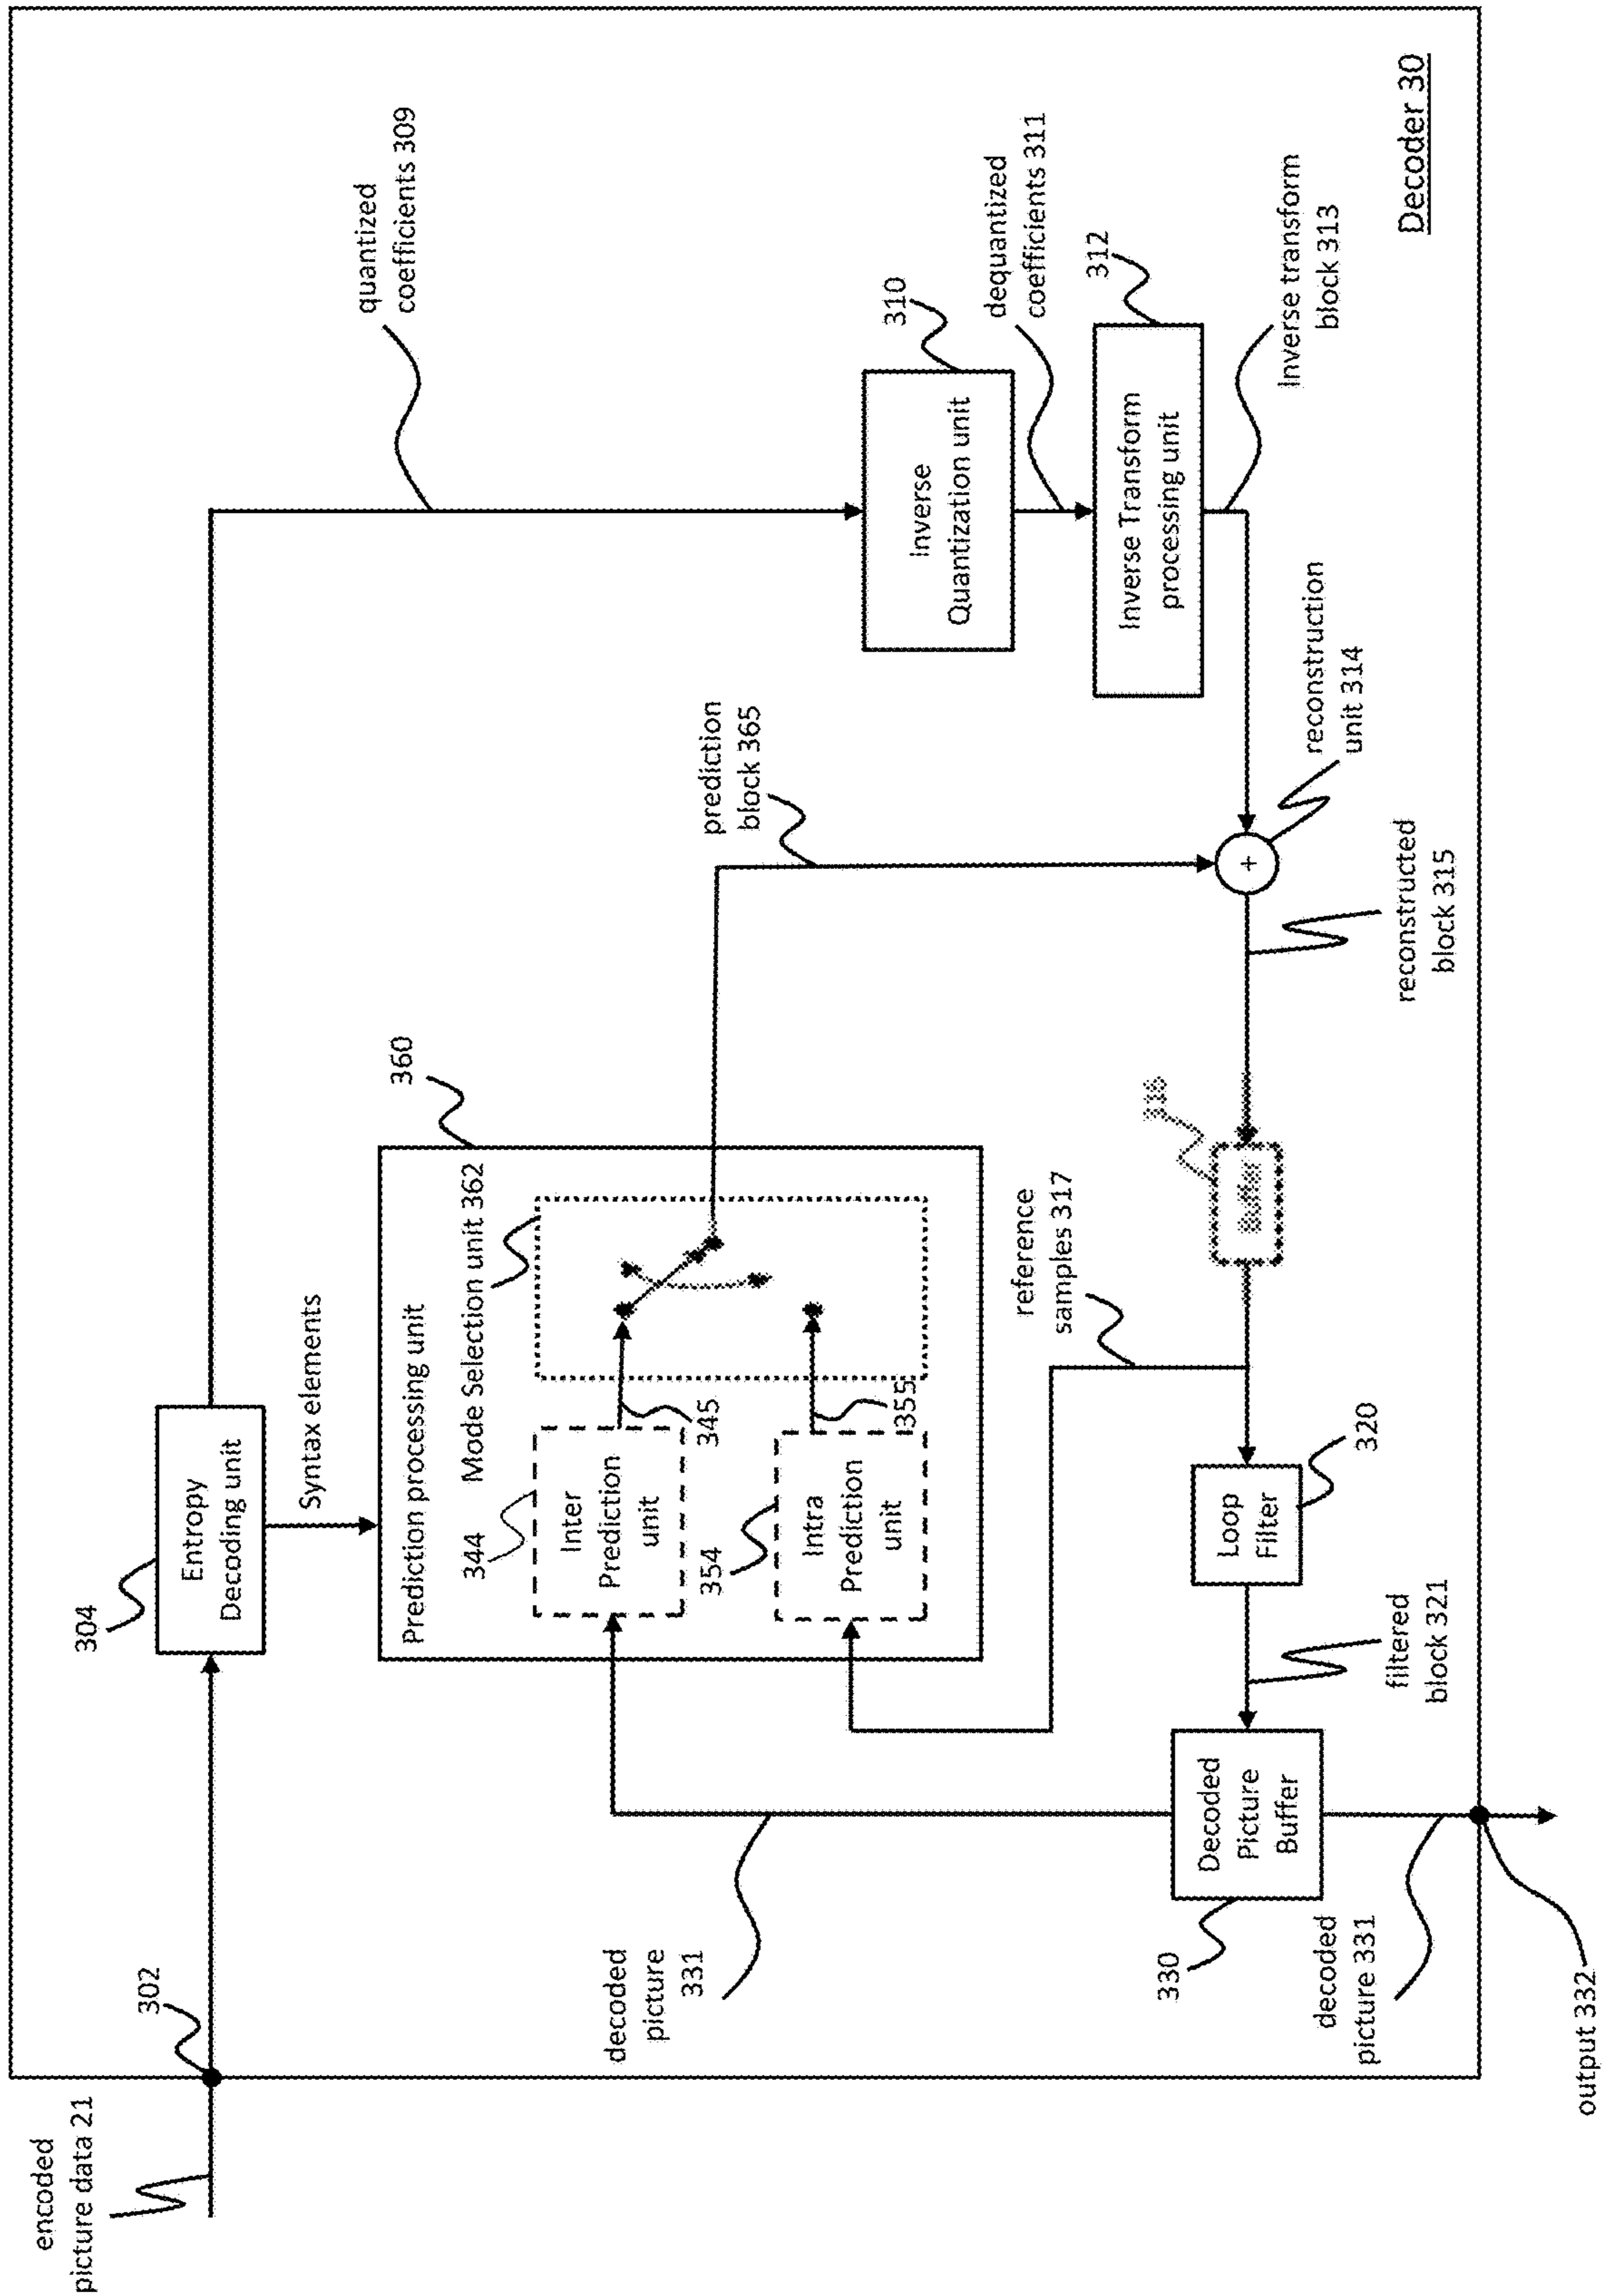 encoded
picture data 21
302
304
Entropy
Decoding unit
Syntax elements
quantized
coefficients 309
360
Prediction processing unit
Mode Selection unit 362
344
Inter
Prediction
unit
345
354
Intra
Prediction
unit
355
prediction
block 365
310
Inverse
Quantization unit
dequantized
coefficients 311
312
Inverse Transform
processing unit
Inverse transform
block 313
reconstruction
unit 314
reconstructed
block 315
Buffer
reference
samples 317
320
Loop
Filter
filtered
block 321
Decoded
Picture
Buffer
330
decoded
picture
331
decoded
picture 331
output 332
Decoder 30